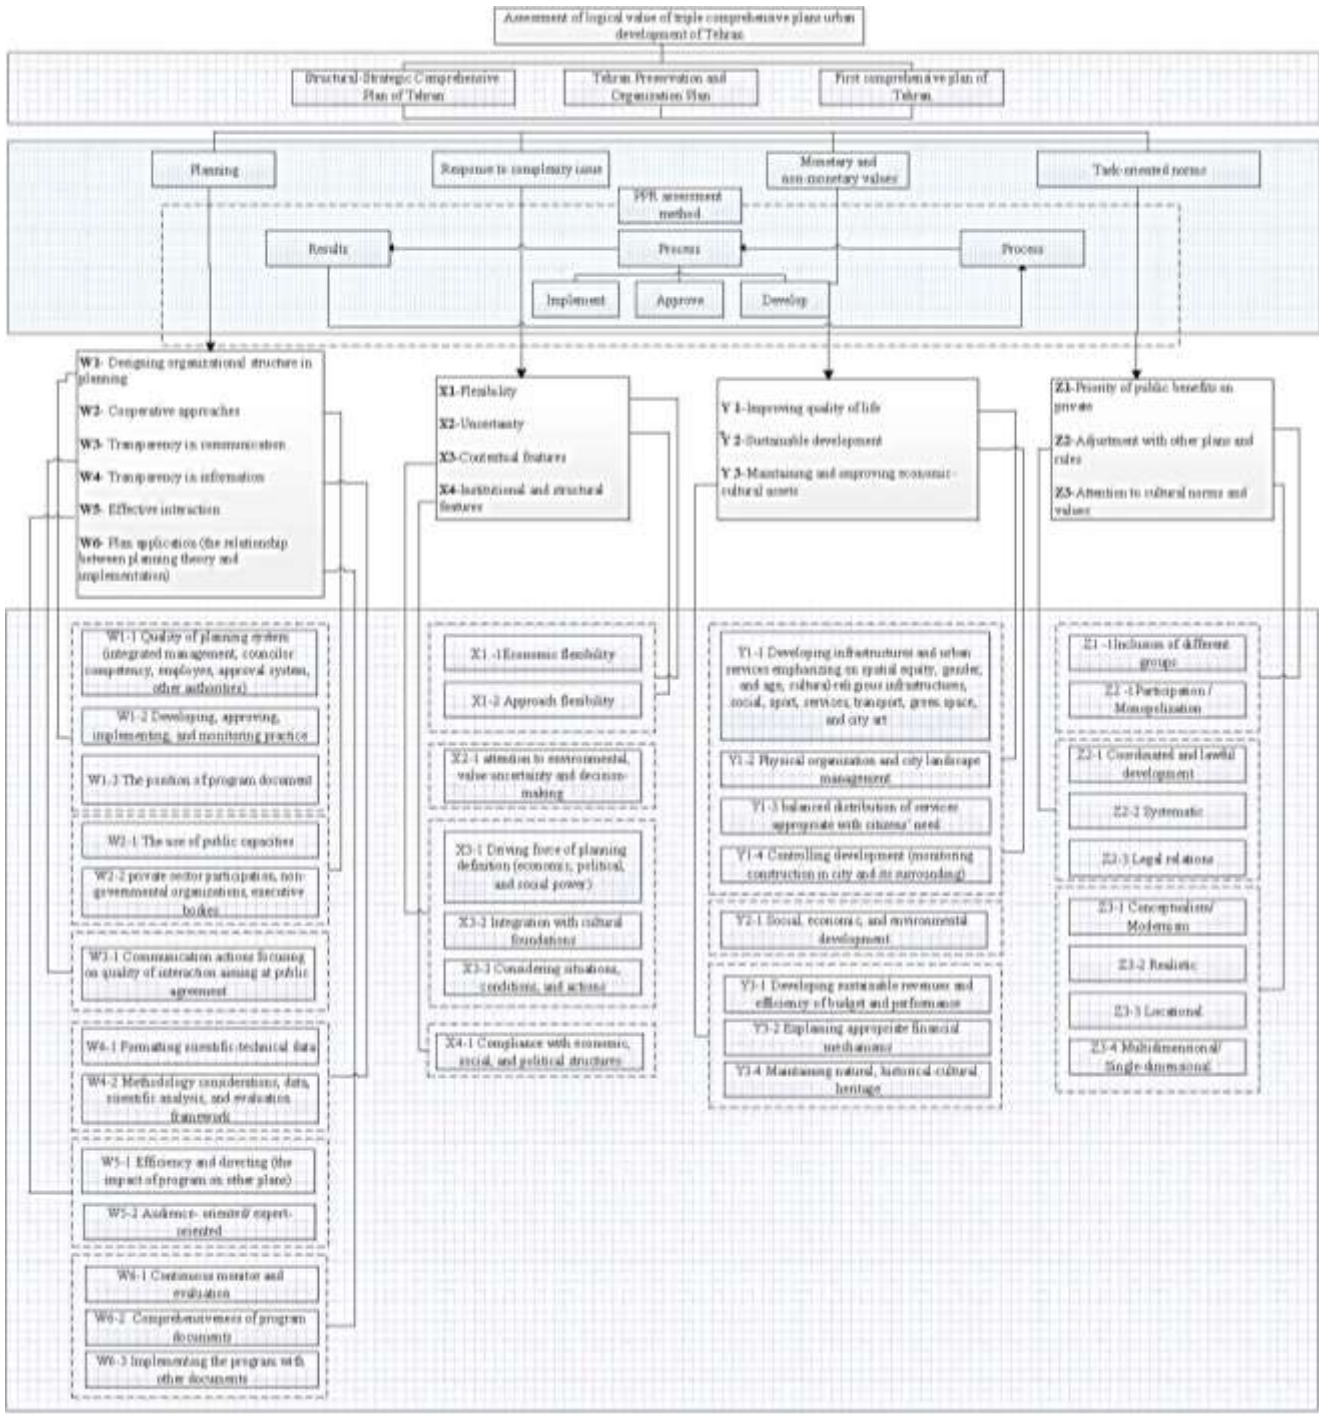 Assessment of logical value of triple comprehensive plans urban
development of Tehran
Structural-Strategic Comprehensive
Plan of Tehran
Tehran Preservation and
Organization Plan
First comprehensive plan of
Tehran
Planning
Response to complexity issue
Monetary and
non-monetary values
Task-oriented norms
PPR assessment
method
Results
Process
Process
Implement
Approve
Develop
W1- Designing organizational structure in
planning
W2- Cooperative approaches
W3- Transparency in communication
W4- Transparency in information
W5- Effective interaction
W6- Plan application (the relationship
between planning theory and
implementation)
X1-Flexibility
X2-Uncertainty
X3-Contextual features
X4-Institutional and structural
features
Y 1-Improving quality of life
Y 2-Sustainable development
Y 3-Maintaining and improving economic-
cultural assets
Z1-Priority of public benefits on
private
Z2-Adjustment with other plans and
rules
Z3-Attention to cultural norms and
values
W1-1 Quality of planning system
(integrated management, councilor
competency, employee, approval system,
other authorities)
W1-2 Developing, approving,
implementing, and monitoring practice
W1-3 The position of program document
W2-1 The use of public capacities
W2-2 private sector participation, non-
governmental organizations, executive
bodies
W3-1 Communication actions focusing
on quality of interaction aiming at public
agreement
W4-1 Formatting scientific-technical data
W4-2 Methodology considerations, data,
scientific analysis, and evaluation
framework
W5-1 Efficiency and directing (the
impact of program on other plans)
W5-2 Audience- oriented/ expert-
oriented
W6-1 Continuous monitor and
evaluation
W6-2 Comprehensiveness of program
documents
W6-3 Implementing the program with
other documents
X1 -1Economic flexibility
X1-2 Approach flexibility
X2-1 attention to environmental,
value uncertainty and decision-
making
X3-1 Driving force of planning
definition (economic, political,
and social power)
X3-2 Integration with cultural
foundations
X3-3 Considering situations,
conditions, and actions
X4-1 Compliance with economic,
social, and political structures
Y1-1 Developing infrastructures and urban
services emphasizing on spatial equity, gender,
and age, cultural-religious infrastructures,
social, sport, services, transport, green space,
and city art
Y1-2 Physical organization and city landscape
management
Y1-3 balanced distribution of services
appropriate with citizens' need
Y1-4 Controlling development (monitoring
construction in city and its surrounding)
Y2-1 Social, economic, and environmental
development
Y3-1 Developing sustainable revenues and
efficiency of budget and performance
Y3-2 Explaining appropriate financial
mechanisms
Y3-4 Maintaining natural, historical-cultural
heritage
Z1 -1Inclusion of different
groups
Z2 -1Participation /
Monopolization
Z2-1 Coordinated and lawful
development
Z2-2 Systematic
Z2-3 Legal relations
Z3-1 Conceptualism/
Modernism
Z3-2 Realistic
Z3-3 Locational
Z3-4 Multidimensional/
Single-dimensional